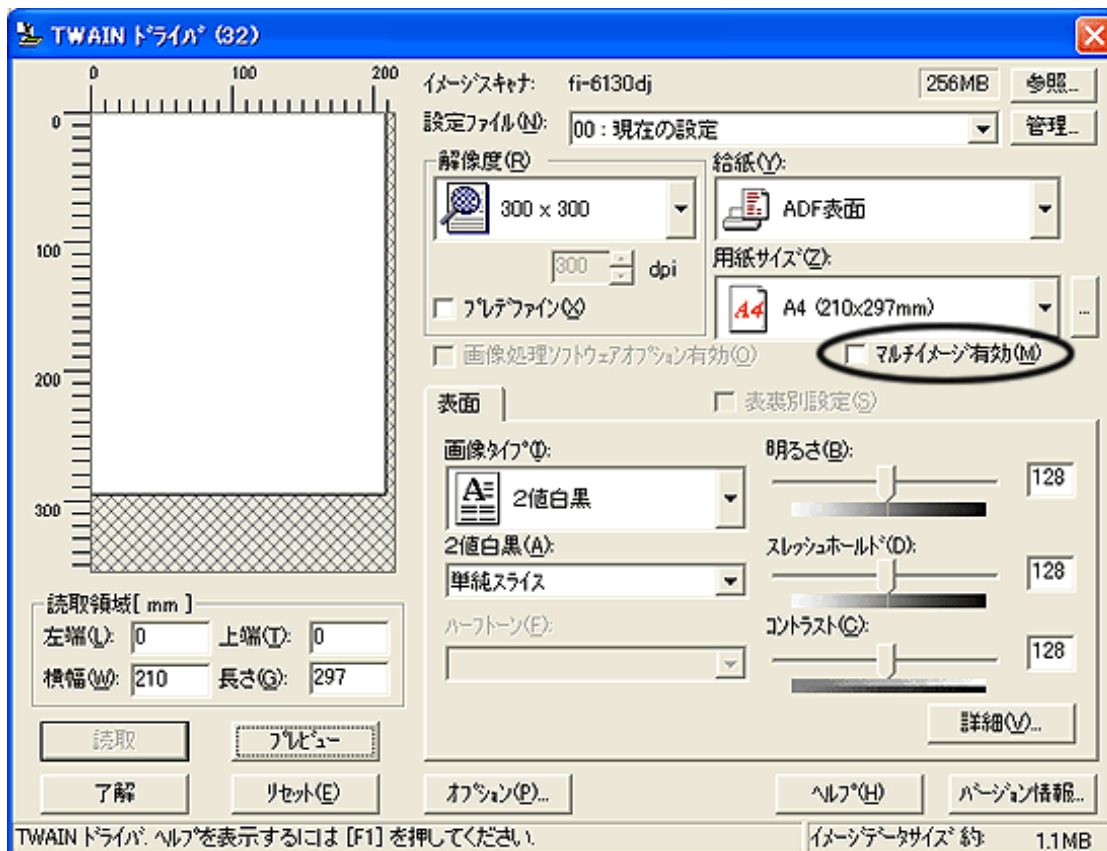 TWAIN ﾄﾞﾗｲﾊﾞ (32)
0 100 200
0
100
200
300
ｲﾒｰｼﾞｽｷｬﾅ: fi-6130dj 256MB 参照...
設定ﾌｧｲﾙ(N): 00 : 現在の設定 管理...
解像度(R)
300 x 300
300 dpi
ﾌﾟﾚﾃﾞﾌｧｲﾝ(X)
給紙(Y):
ADF表面
用紙ｻｲｽﾞ(Z):
A4 A4 (210x297mm) ...
画像処理ｿﾌﾄｳｪｱｵﾌﾟｼｮﾝ有効(O) ﾏﾙﾁｲﾒｰｼﾞ有効(M)
表面 表裏別設定(S)
画像ﾀｲﾌﾟ(I):
A 2値白黒
2値白黒(A):
単純ｽﾗｲｽ
ﾊｰﾌﾄｰﾝ(F):
明るさ(B):
128
ｽﾚｯｼｭﾎｰﾙﾄﾞ(D):
128
ｺﾝﾄﾗｽﾄ(C):
128
詳細(V)...
読取領域[ mm ]
左端(L): 0 上端(T): 0
横幅(W): 210 長さ(G): 297
読取 ﾌﾟﾚﾋﾞｭｰ
了解 ﾘｾｯﾄ(E) ｵﾌﾟｼｮﾝ(P)... ﾍﾙﾌﾟ(H) ﾊﾞｰｼﾞｮﾝ情報...
TWAIN ﾄﾞﾗｲﾊﾞ. ﾍﾙﾌﾟを表示するには [F1] を押してください. ｲﾒｰｼﾞﾃﾞｰﾀｻｲｽﾞ 約: 1.1MB